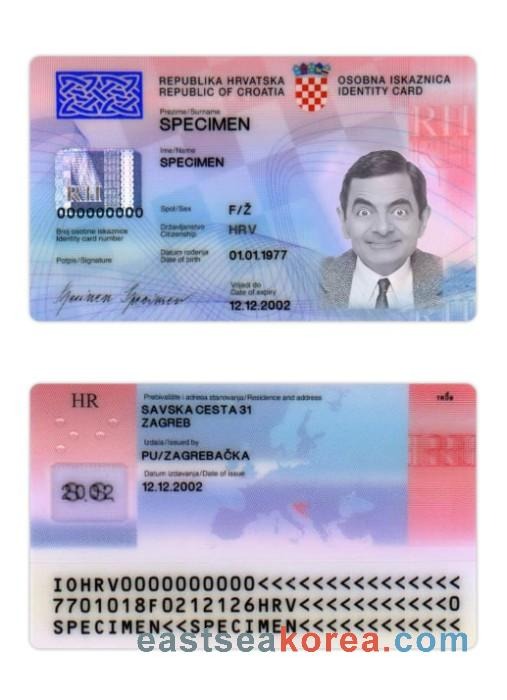 REPUBLIKA HRVATSKA
REPUBLIC OF CROATIA
OSOBNA ISKAZNICA
IDENTITY CARD
RH
Prezime/Surname
SPECIMEN
Ime/Name
SPECIMEN
RH
000000000
Broj osobne iskaznice
Identity card number
Spol/Sex
F/Ž
Državljanstvo
Citizenship
HRV
Datum rođenja
Date of birth
01.01.1977
Potpis/Signature
Specimen Specimen
Vrijedi do
Date of expiry
12.12.2002
HR
Prebivalište i adresa stanovanja/Residence and address
SAVSKA CESTA 31
ZAGREB
Izdala/Issued by
PU/ZAGREBAČKA
Datum izdavanja/Date of issue
12.12.2002
IOHRV0000000000<<<<<<<<<<<<<<<
7701018F0212126HRV<<<<<<<<<<<0
SPECIMEN<<SPECIMEN<<<<<<<<<<<<
eastseakorea.com